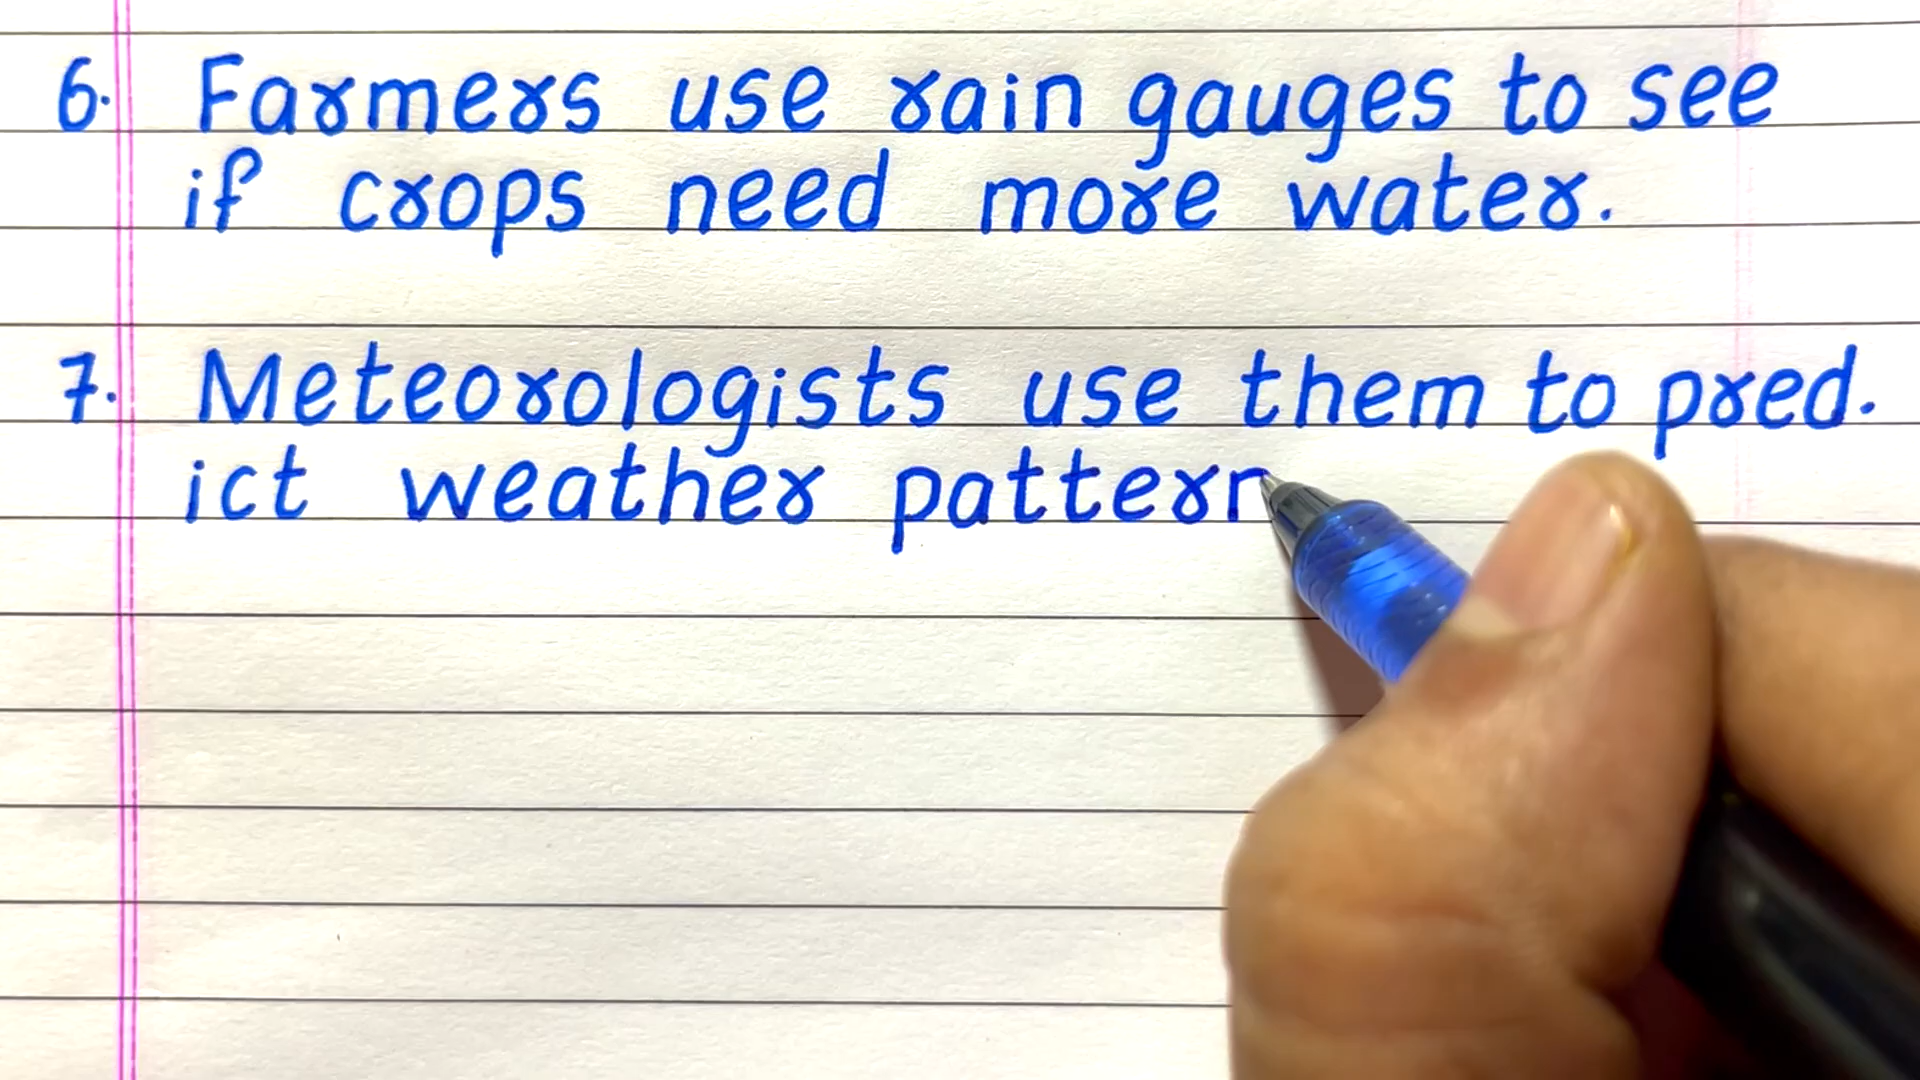 6. Farmers use rain gauges to see
if crops need more water.
7. Meteorologists use them to pred.
ict weather pattern